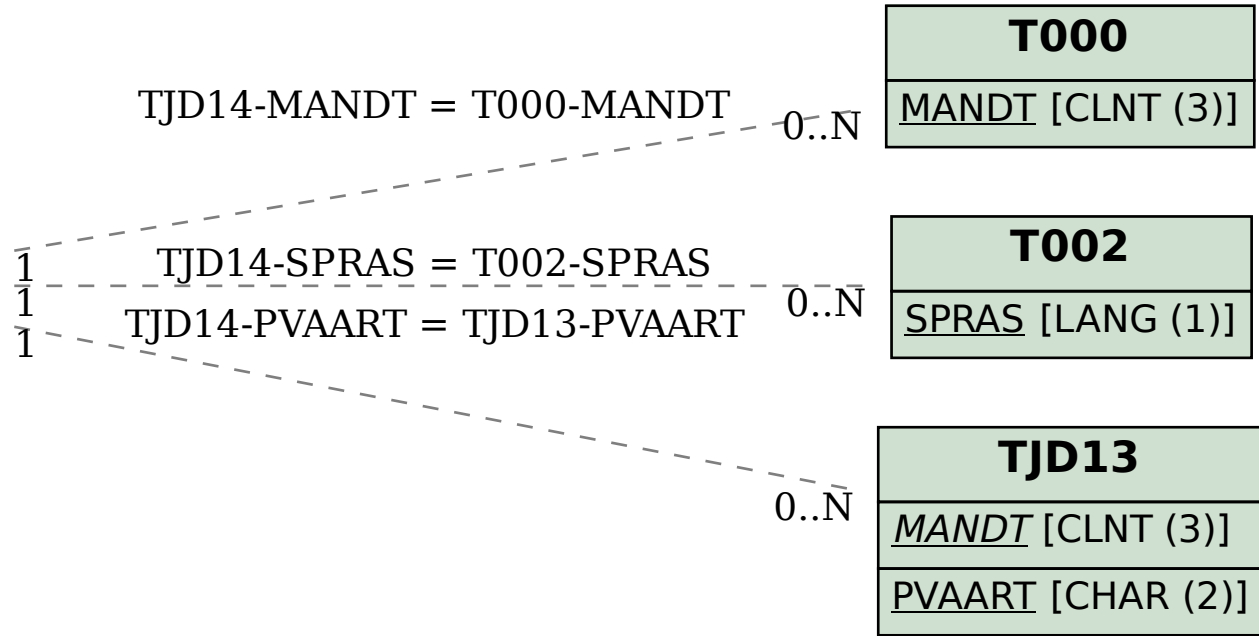 T000
TJD14-MANDT = T000-MANDT
0..N
MANDT [CLNT (3)]
T002
1
TJD14-SPRAS = T002-SPRAS
1
0..N
SPRAS [LANG (1)]
TJD14-PVAART = TJD13-PVAART
1
TJD13
0..N
MANDT [CLNT (3)]
PVAART [CHAR (2)]